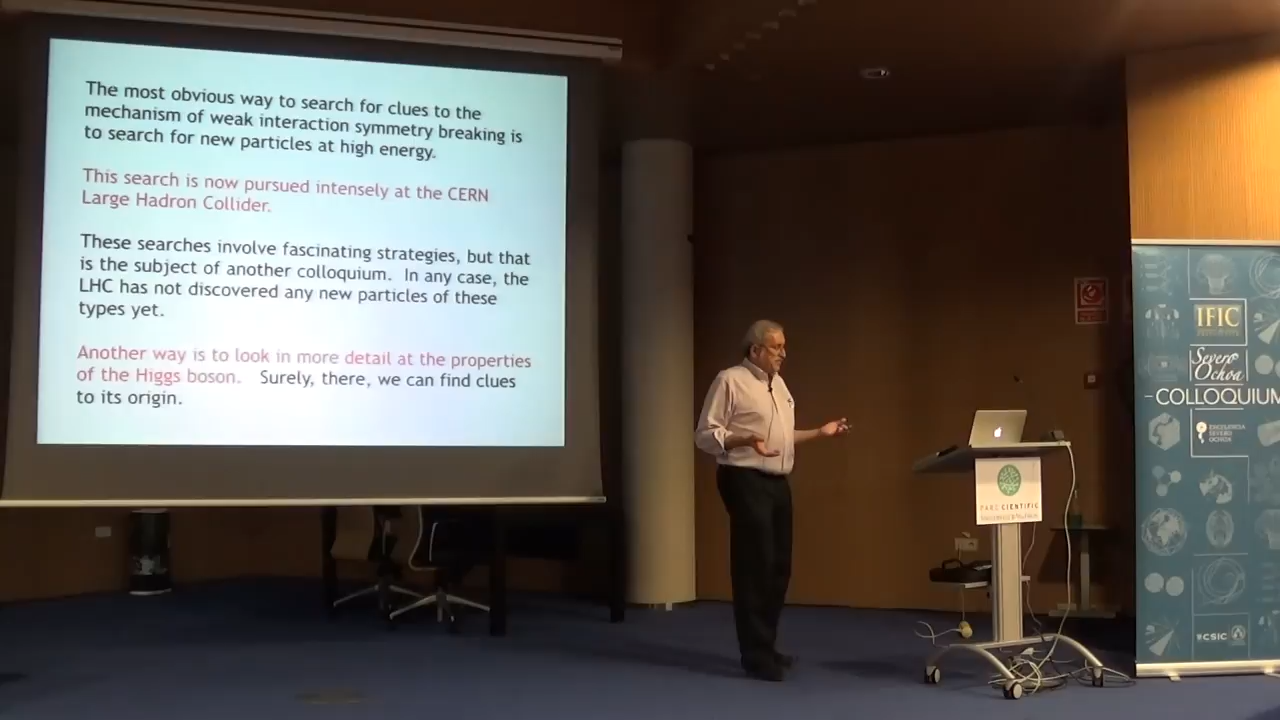 The most obvious way to search for clues to the
mechanism of weak interaction symmetry breaking is
to search for new particles at high energy.
This search is now pursued intensely at the CERN
Large Hadron Collider.
These searches involve fascinating strategies, but that
is the subject of another colloquium. In any case, the
LHC has not discovered any new particles of these
types yet.
Another way is to look in more detail at the properties
of the Higgs boson. Surely, there, we can find clues
to its origin.
PARC CIENTÍFIC
IFIC
Severo
Ochoa
COLLOQUIUM
EXCELENCIA
SEVERO
OCHOA
CSIC